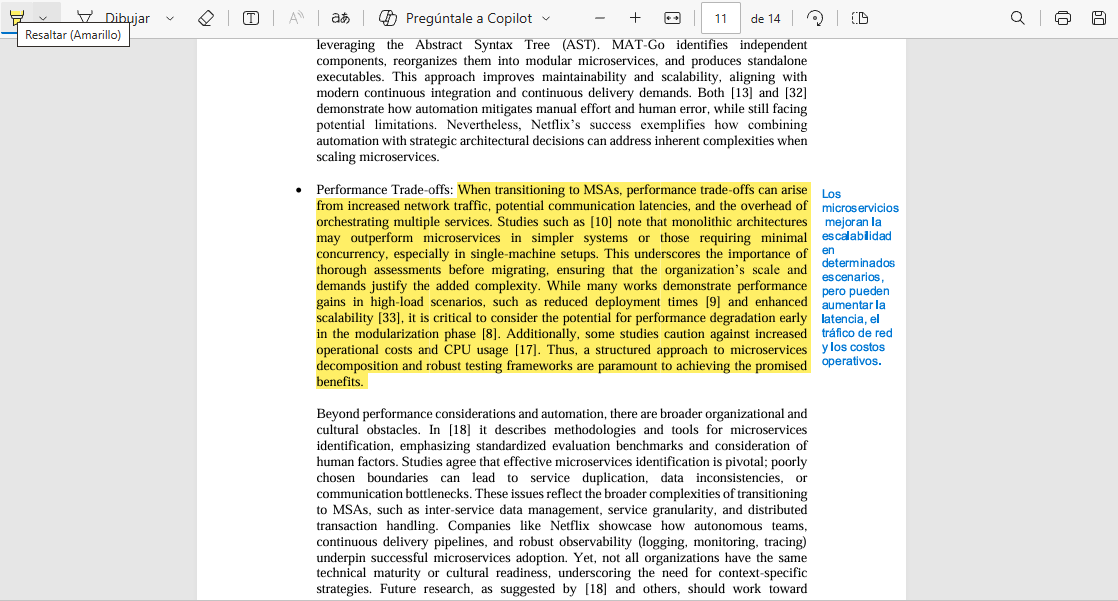 Dibujar
Pregúntale a Copilot
11 de 14
Resaltar (Amarillo)
leveraging the Abstract Syntax Tree (AST). MAT-Go identifies independent
components, reorganizes them into modular microservices, and produces standalone
executables. This approach improves maintainability and scalability, aligning with
modern continuous integration and continuous delivery demands. Both [13] and [32]
demonstrate how automation mitigates manual effort and human error, while still facing
potential limitations. Nevertheless, Netflix’s success exemplifies how combining
automation with strategic architectural decisions can address inherent complexities when
scaling microservices.
• Performance Trade-offs: When transitioning to MSAs, performance trade-offs can arise
from increased network traffic, potential communication latencies, and the overhead of
orchestrating multiple services. Studies such as [10] note that monolithic architectures
may outperform microservices in simpler systems or those requiring minimal
concurrency, especially in single-machine setups. This underscores the importance of
thorough assessments before migrating, ensuring that the organization’s scale and
demands justify the added complexity. While many works demonstrate performance
gains in high-load scenarios, such as reduced deployment times [9] and enhanced
scalability [33], it is critical to consider the potential for performance degradation early
in the modularization phase [8]. Additionally, some studies caution against increased
operational costs and CPU usage [17]. Thus, a structured approach to microservices
decomposition and robust testing frameworks are paramount to achieving the promised
benefits.
Los
microservicios
mejoran la
escalabilidad
en
determinados
escenarios,
pero pueden
aumentar la
latencia, el
tráfico de red
y los costos
operativos.
Beyond performance considerations and automation, there are broader organizational and
cultural obstacles. In [18] it describes methodologies and tools for microservices
identification, emphasizing standardized evaluation benchmarks and consideration of
human factors. Studies agree that effective microservices identification is pivotal; poorly
chosen boundaries can lead to service duplication, data inconsistencies, or
communication bottlenecks. These issues reflect the broader complexities of transitioning
to MSAs, such as inter-service data management, service granularity, and distributed
transaction handling. Companies like Netflix showcase how autonomous teams,
continuous delivery pipelines, and robust observability (logging, monitoring, tracing)
underpin successful microservices adoption. Yet, not all organizations have the same
technical maturity or cultural readiness, underscoring the need for context-specific
strategies. Future research, as suggested by [18] and others, should work toward